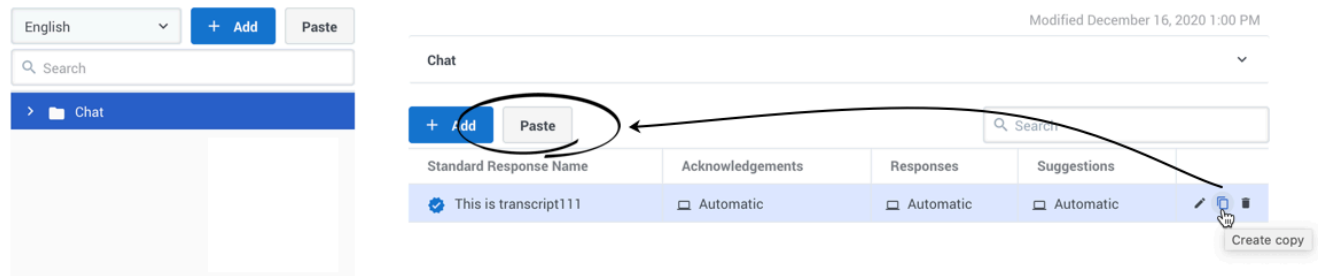 English
+ Add
Paste
Search
Chat
Modified December 16, 2020 1:00 PM
Chat
+ Add
Paste
Search
Standard Response Name Acknowledgements Responses Suggestions
This is transcript111 Automatic Automatic Automatic
Create copy